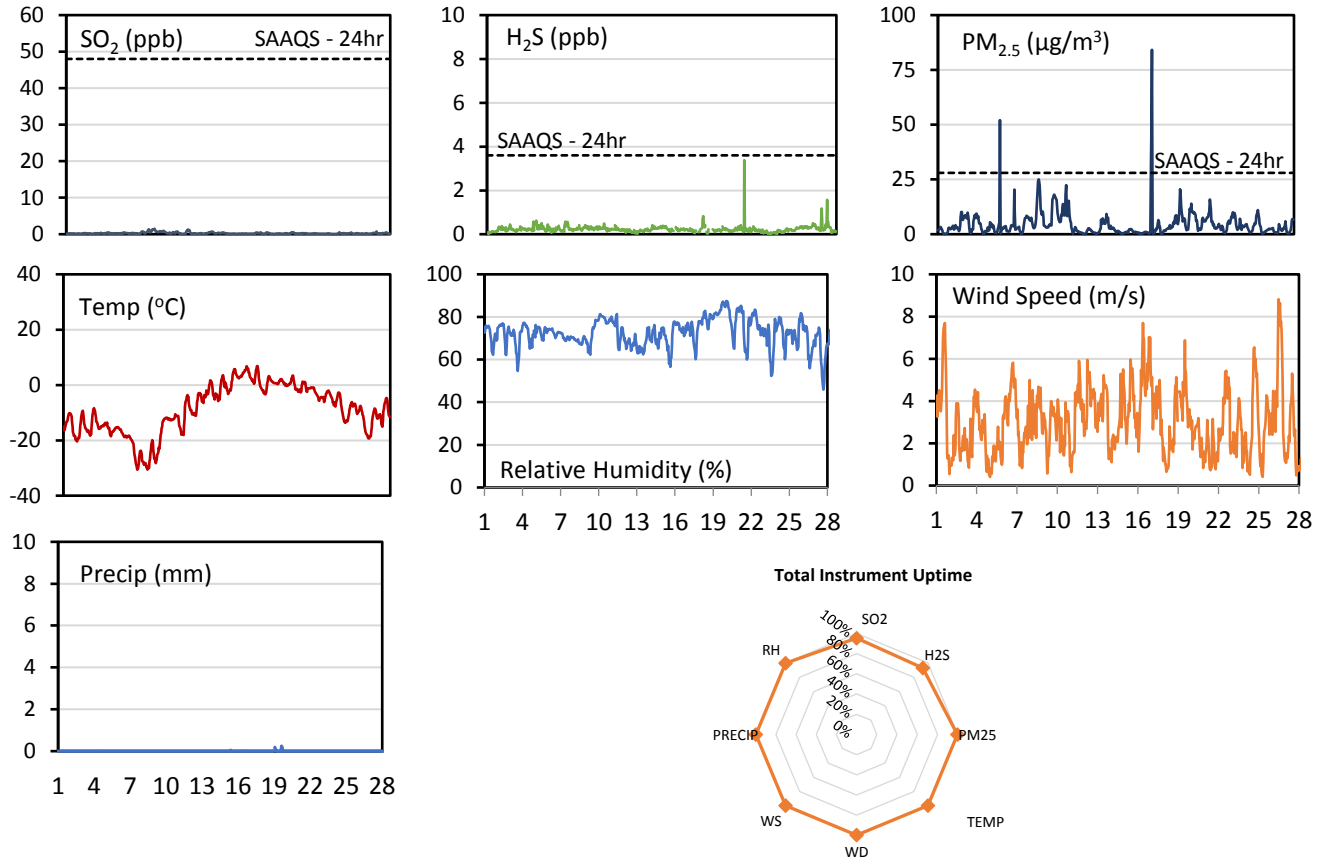 60
50
40
30
20
10
0
SO₂ (ppb)
SAAQS - 24hr
10
8
6
4
2
0
H₂S (ppb)
SAAQS - 24hr
100
75
50
25
0
PM₂.₅ (µg/m³)
SAAQS - 24hr
40
20
0
-20
-40
Temp (ºC)
100
80
60
40
20
0
Relative Humidity (%)
1 4 7 10 13 16 19 22 25 28
10
8
6
4
2
0
Wind Speed (m/s)
1 4 7 10 13 16 19 22 25 28
10
8
6
4
2
0
Precip (mm)
1 4 7 10 13 16 19 22 25 28
Total Instrument Uptime
100%
80%
60%
40%
20%
0%
SO2
H2S
PM25
TEMP
WD
WS
PRECIP
RH